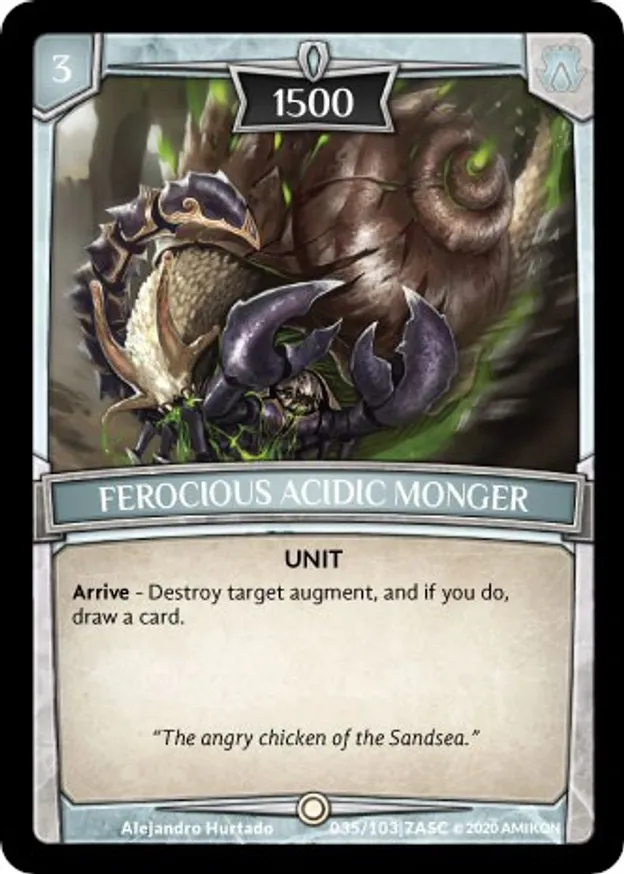 3
1500
FEROCIOUS ACIDIC MONGER
UNIT
Arrive - Destroy target augment, and if you do,
draw a card.
"The angry chicken of the Sandsea."
Alejandro Hurtado 035/103|ZASC © 2020 AMIKON